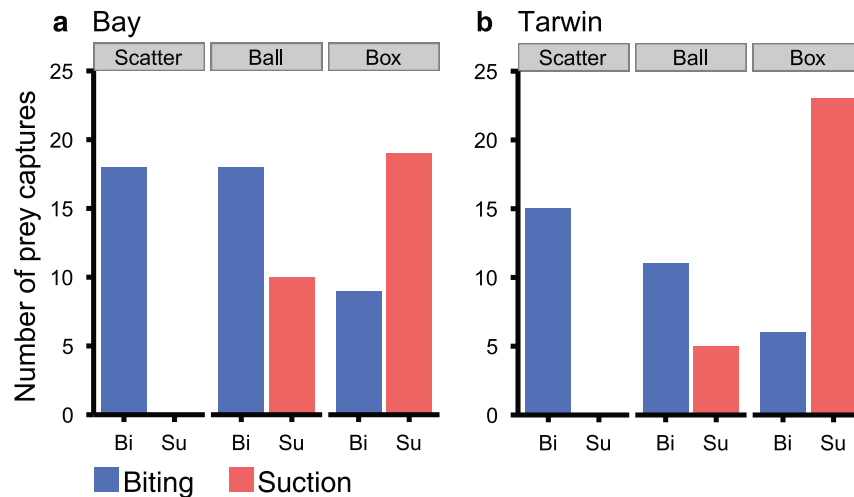 a Bay
Scatter Ball Box
25
20
15
10
5
0
Number of prey captures
Bi Su Bi Su Bi Su
b Tarwin
Scatter Ball Box
25
20
15
10
5
0
Bi Su Bi Su Bi Su
Biting Suction